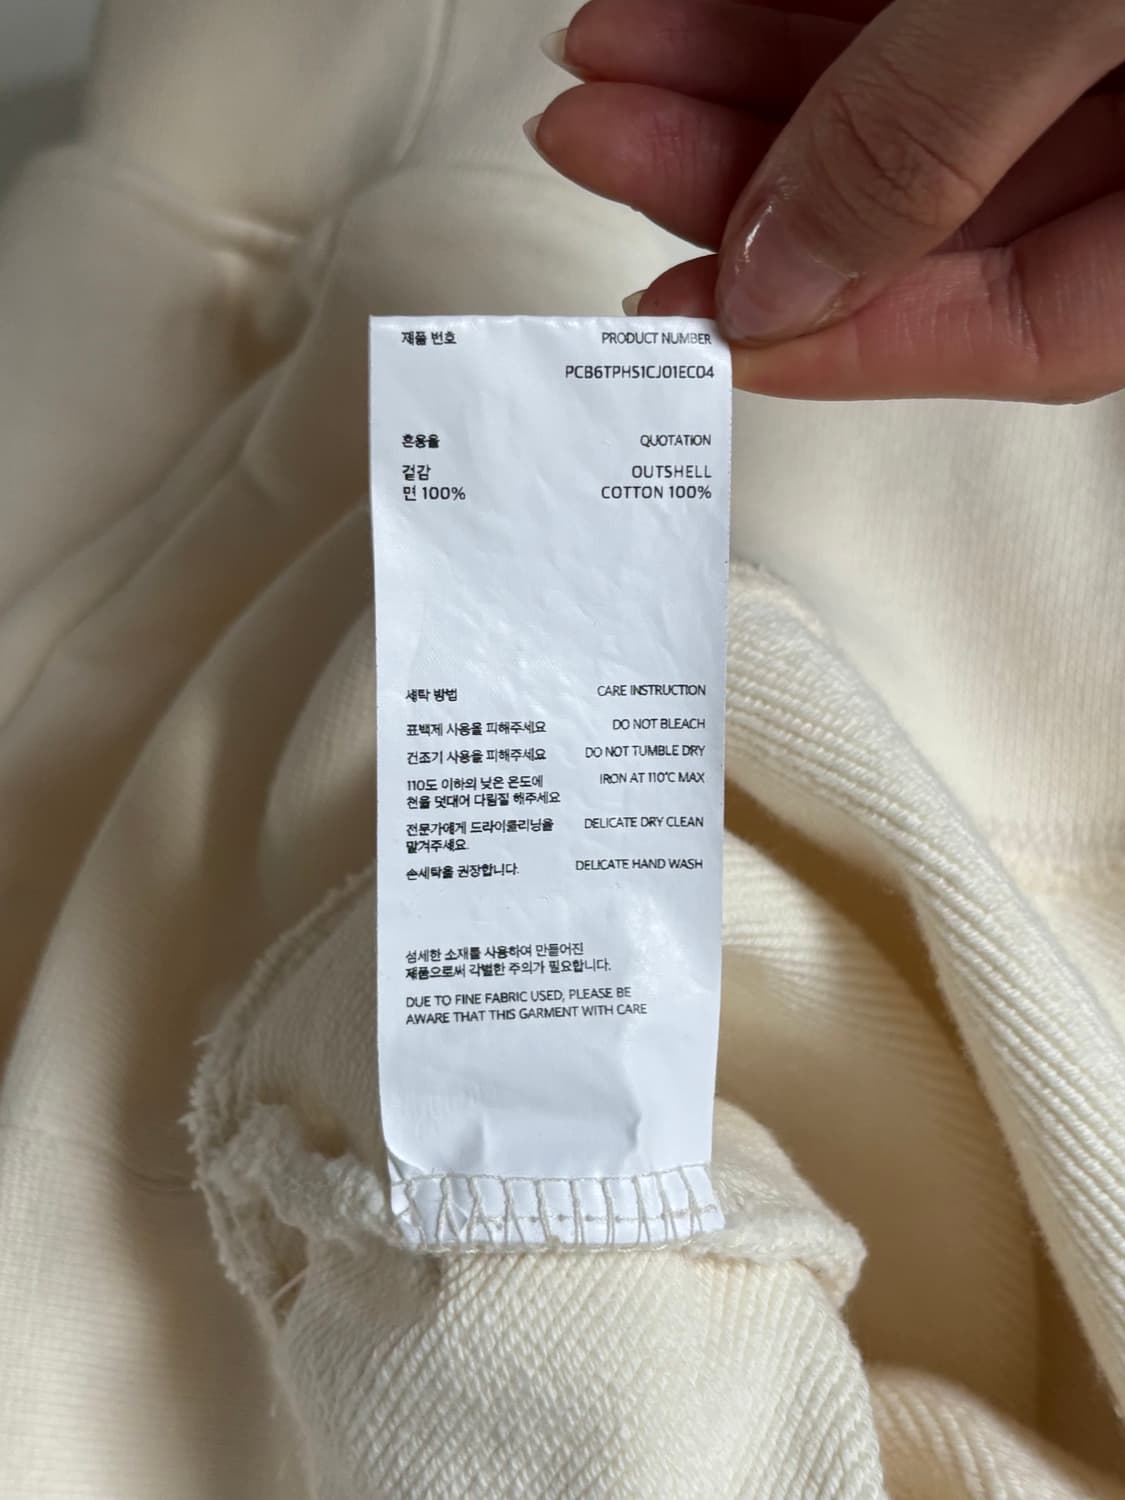 제품 번호 PRODUCT NUMBER
PCB6TPHS1CJ01EC04
혼용율 QUOTATION
겉감 OUTSHELL
면 100% COTTON 100%
세탁 방법 CARE INSTRUCTION
표백제 사용을 피해주세요 DO NOT BLEACH
건조기 사용을 피해주세요 DO NOT TUMBLE DRY
110도 이하의 낮은 온도에 IRON AT 110℃ MAX
천을 덧대어 다림질 해주세요
전문가에게 드라이클리닝을 DELICATE DRY CLEAN
맡겨주세요.
손세탁을 권장합니다. DELICATE HAND WASH
섬세한 소재를 사용하여 만들어진
제품으로써 각별한 주의가 필요합니다.
DUE TO FINE FABRIC USED, PLEASE BE
AWARE THAT THIS GARMENT WITH CARE